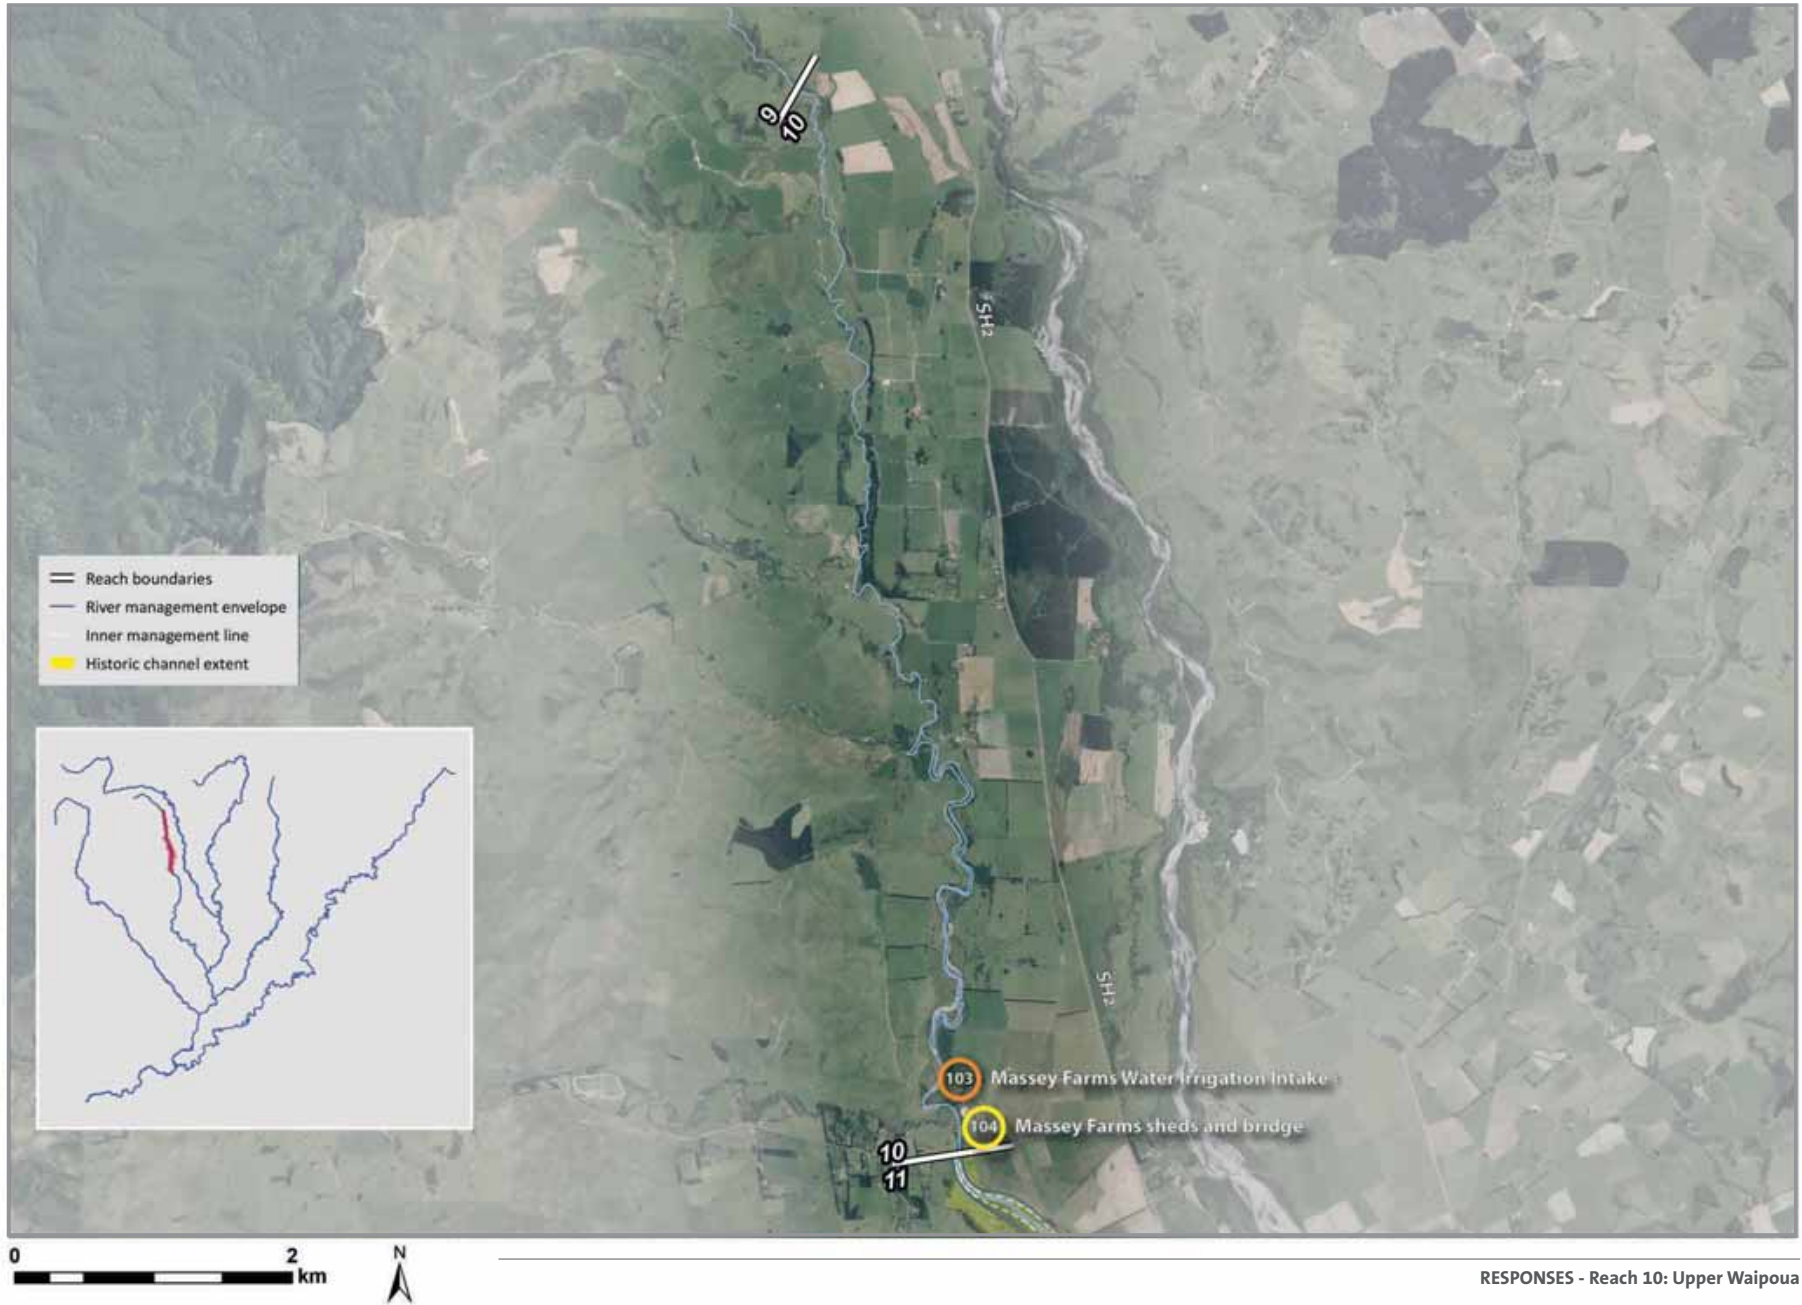 9
10
SH2
Reach boundaries
River management envelope
Inner management line
Historic channel extent
SH2
103 Massey Farms Water Irrigation Intake
104 Massey Farms sheds and bridge
10
11
0 2 km
N
RESPONSES - Reach 10: Upper Waipoua